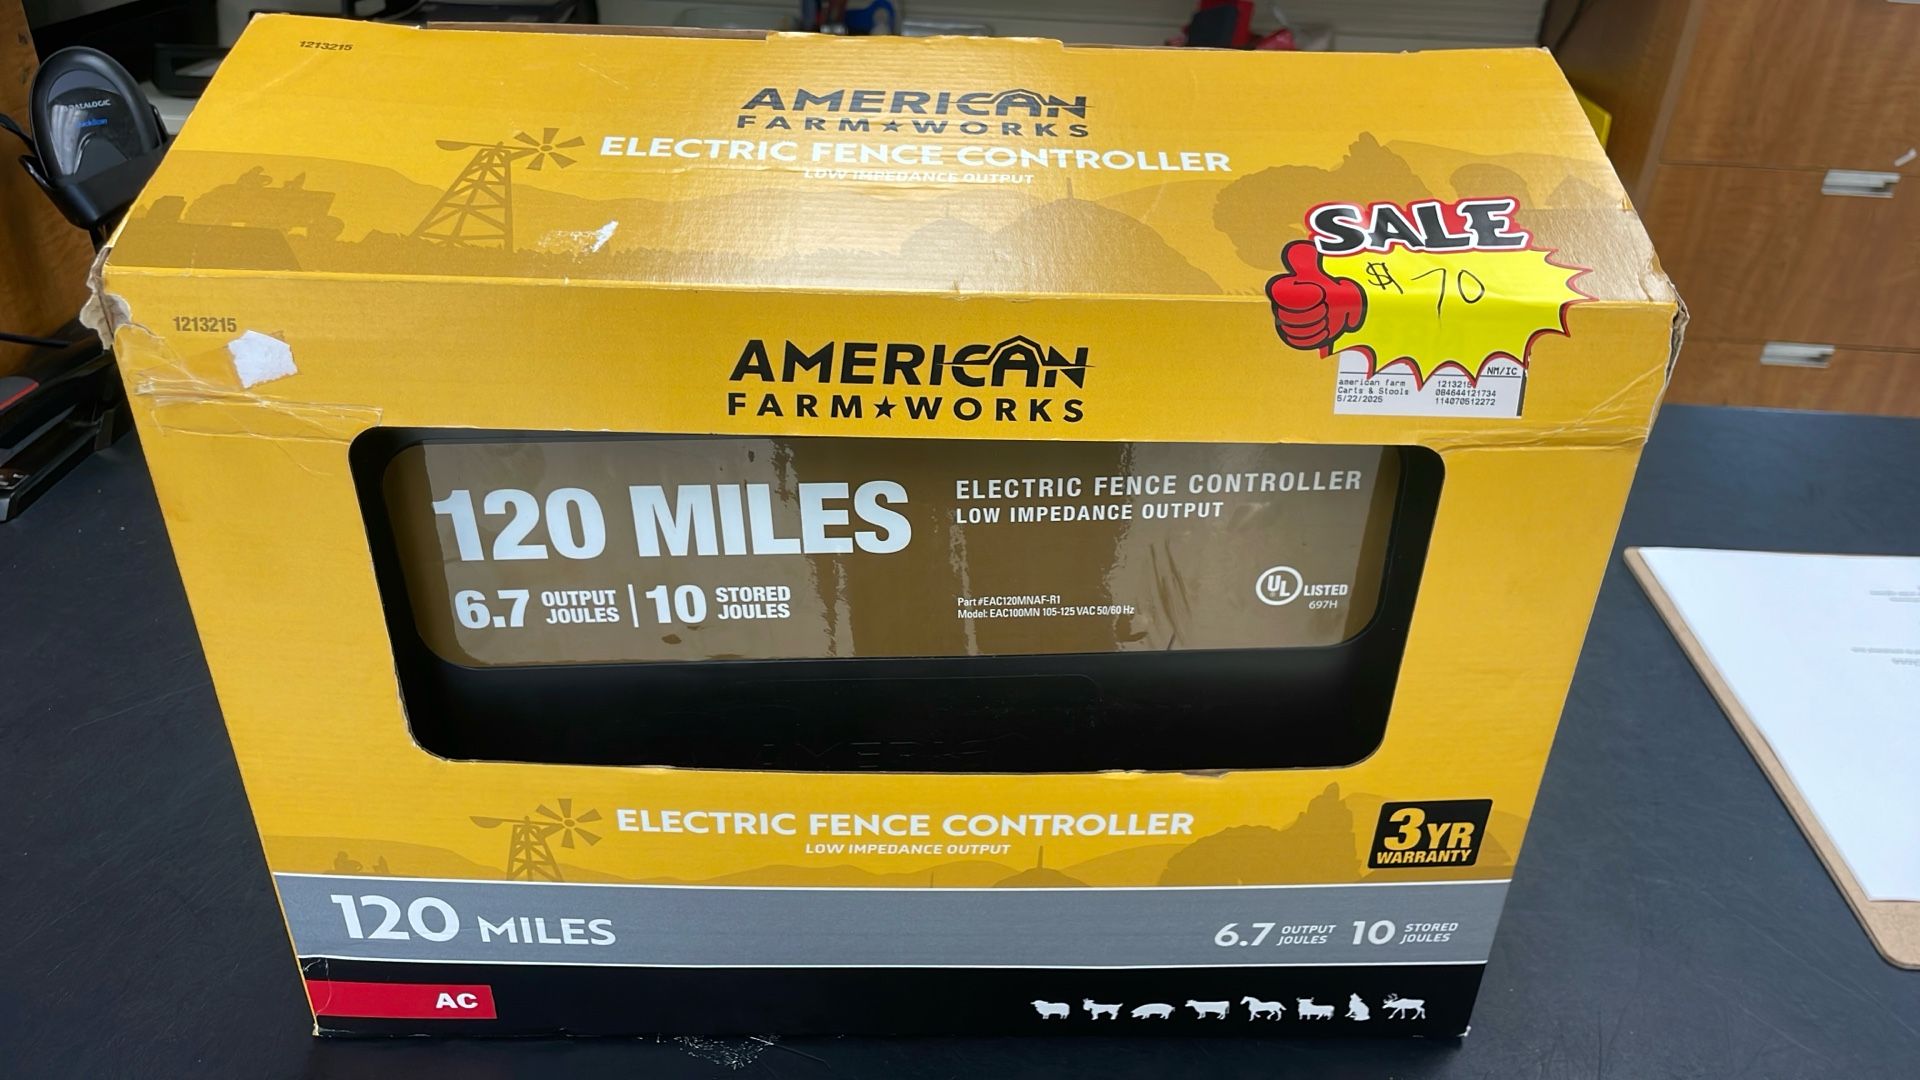 1213215
DATALOGIC
AMERICAN
FARM★WORKS
ELECTRIC FENCE CONTROLLER
LOW IMPEDANCE OUTPUT
SALE
$ 70
NM/IC
american farm 1213215
Carts & Stools 084644121734
5/22/2025 114070512272
1213215
AMERICAN
FARM★WORKS
120 MILES
6.7 OUTPUT JOULES | 10 STORED JOULES
ELECTRIC FENCE CONTROLLER
LOW IMPEDANCE OUTPUT
Part #EAC120MNAF-R1
Model: EAC100MN 105-125 VAC 50/60 Hz
UL LISTED
697H
ELECTRIC FENCE CONTROLLER
LOW IMPEDANCE OUTPUT
3YR
WARRANTY
120 MILES
6.7 OUTPUT JOULES 10 STORED JOULES
AC